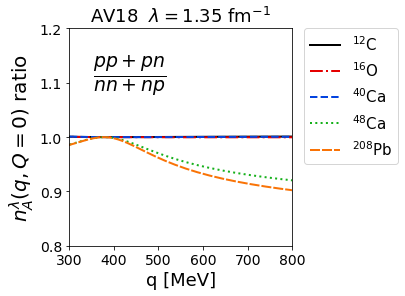 AV18 λ = 1.35 fm⁻¹
pp + pn
nn + np
n_A^λ(q, Q = 0) ratio
1.2
1.1
1.0
0.9
0.8
300 400 500 600 700 800
q [MeV]
¹²C
¹⁶O
⁴⁰Ca
⁴⁸Ca
²⁰⁸Pb